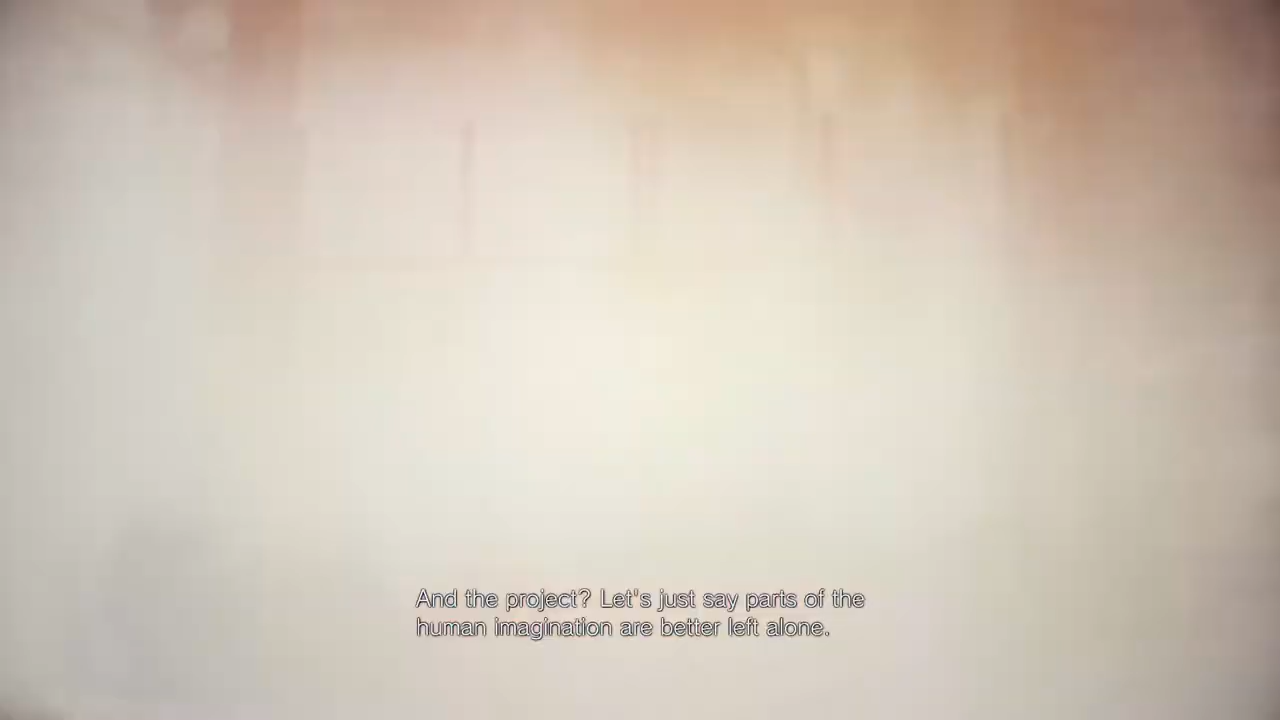 And the project? Let's just say parts of the
human imagination are better left alone.